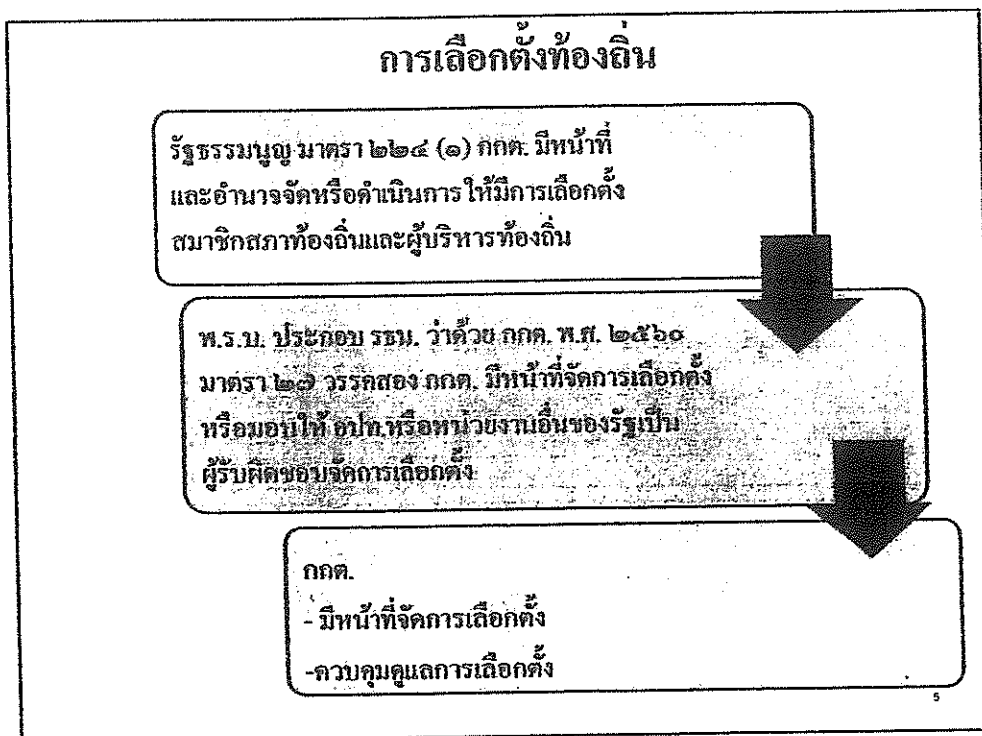 การเลือกตั้งท้องถิ่น
รัฐธรรมนูญ มาตรา ๒๒๔ (๑) กกต. มีหน้าที่
และอำนาจจัดหรือดำเนินการ ให้มีการเลือกตั้ง
สมาชิกสภาท้องถิ่นและผู้บริหารท้องถิ่น
พ.ร.บ. ประกอบ รธน. ว่าด้วย กกต. พ.ศ. ๒๕๖๐
มาตรา ๒๗ วรรคสอง กกต. มีหน้าที่จัดการเลือกตั้ง
หรือมอบให้ อปท.หรือหน่วยงานอื่นของรัฐเป็น
ผู้รับผิดชอบจัดการเลือกตั้ง
กกต.
- มีหน้าที่จัดการเลือกตั้ง
-ควบคุมดูแลการเลือกตั้ง
5